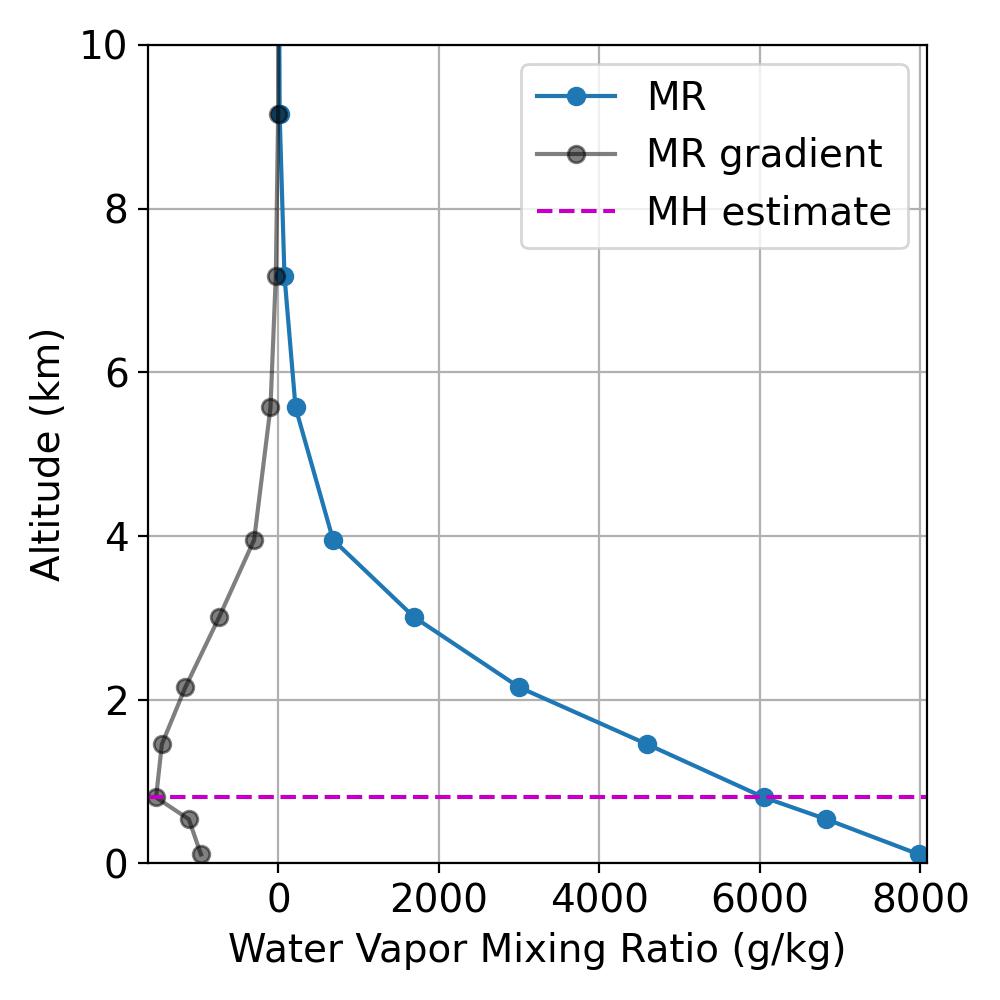 10
8
6
4
2
0
Altitude (km)
MR
MR gradient
MH estimate
0 2000 4000 6000 8000
Water Vapor Mixing Ratio (g/kg)